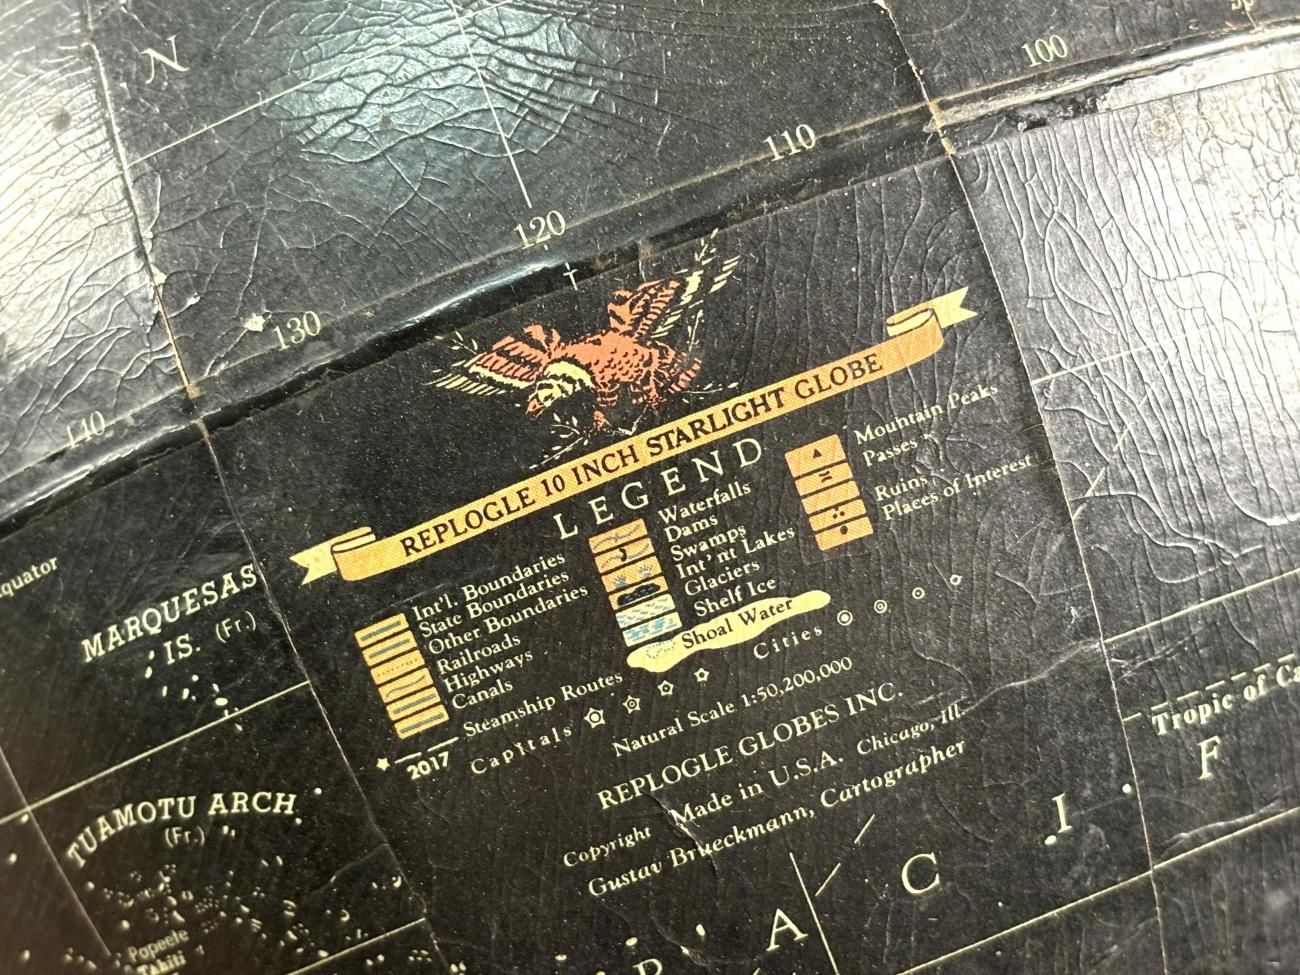 N
100
110
120
130
140
REPLOGLE 10 INCH STARLIGHT GLOBE
LEGEND
Int'l. Boundaries
State Boundaries
Other Boundaries
Railroads
Highways
Canals
2017 Steamship Routes
Waterfalls
Dams
Swamps
Int'nt Lakes
Glaciers
Shelf Ice
Shoal Water
Mountain Peaks
Passes
Ruins
Places of Interest
Capitals
Cities
Natural Scale 1:50,200,000
REPLOGLE GLOBES INC.
Made in U.S.A. Chicago, Ill.
Copyright
Gustav Brueckmann, Cartographer
MARQUESAS
IS. (Fr.)
TUAMOTU ARCH.
(Fr.)
Papeete
Tahiti
Tropic of
P A C I F